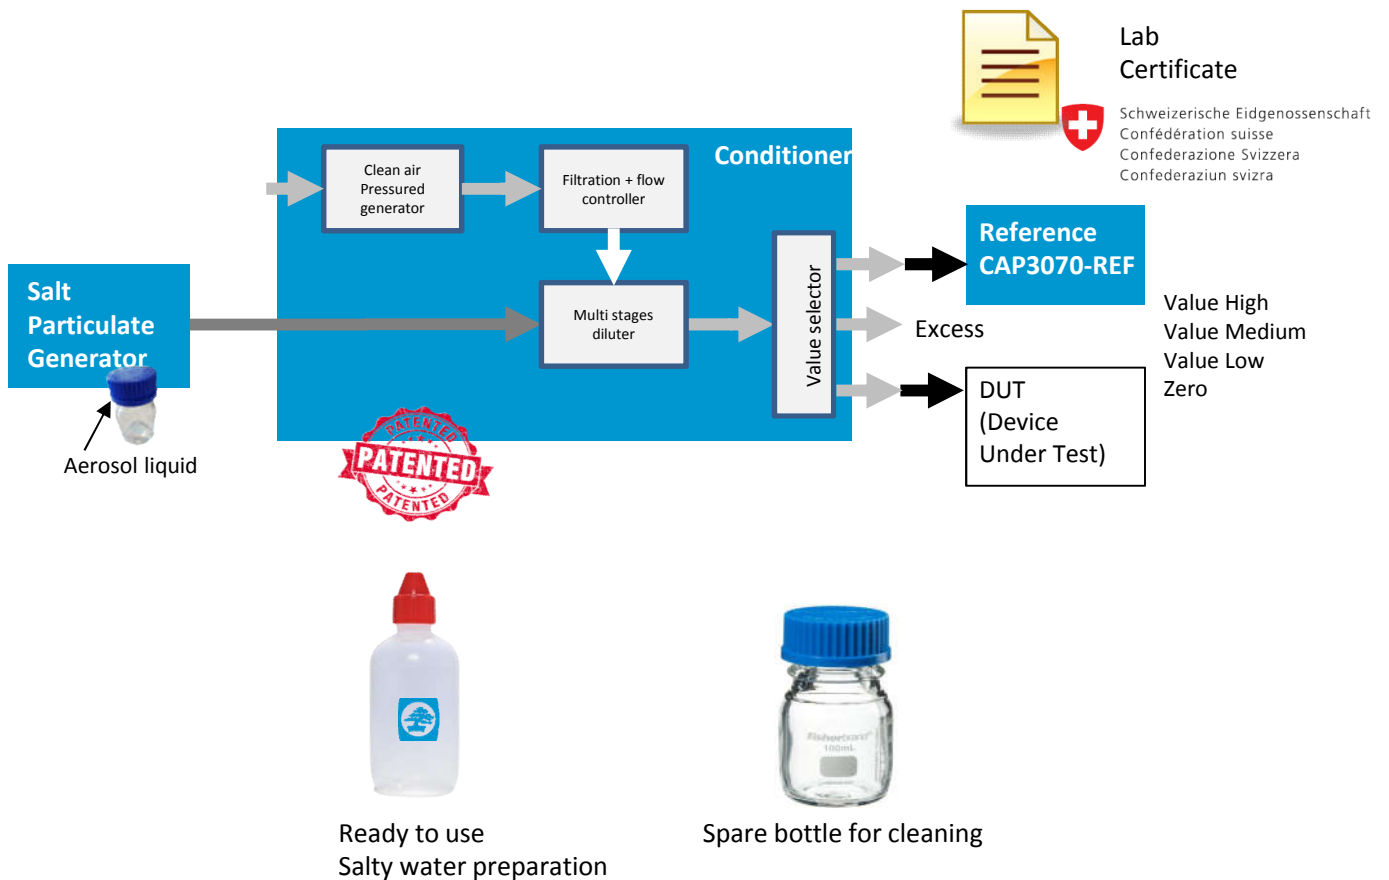 Lab
Certificate
Schweizerische Eidgenossenschaft
Confédération suisse
Confederazione Svizzera
Confederaziun svizra
Conditioner
Clean air
Pressured
generator
Filtration + flow
controller
Reference
CAP3070-REF
Salt
Particulate
Generator
Multi stages
diluter
Value selector
Excess
Value High
Value Medium
Value Low
Zero
DUT
(Device
Under Test)
Aerosol liquid
PATENTED
PATENTED
PATENTED
fisherbrand
100mL
Ready to use
Salty water preparation
Spare bottle for cleaning